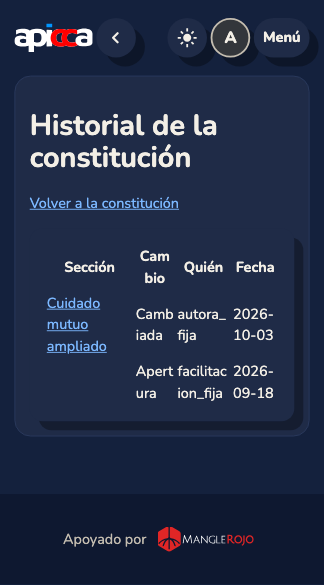 apicca
A
Menú
Historial de la
constitución
Volver a la constitución
Sección
Cam
bio
Quién
Fecha
Cuidado
mutuo
ampliado
Camb
iada
autora_
fija
2026-
10-03
Apert
ura
facilitac
ion_fija
2026-
09-18
Apoyado por
MANGLEROJO